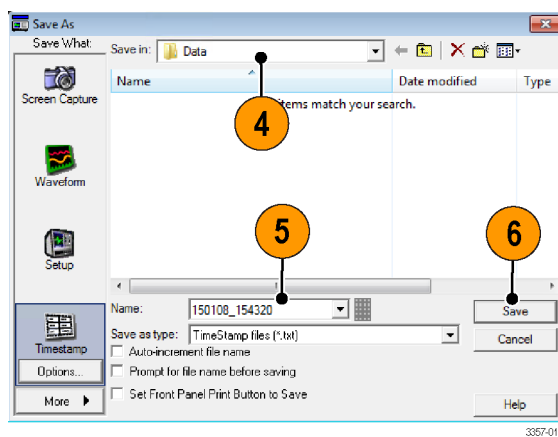 Save As
Save What:
Save in: Data
Name Date modified Type
Screen Capture
4
items match your search.
Waveform
5
6
Setup
Name: 150108_154320 Save
Save as type: TimeStamp files (*.txt) Cancel
Timestamp
Auto-increment file name
Options...
Prompt for file name before saving
Set Front Panel Print Button to Save
More
Help
3357-01